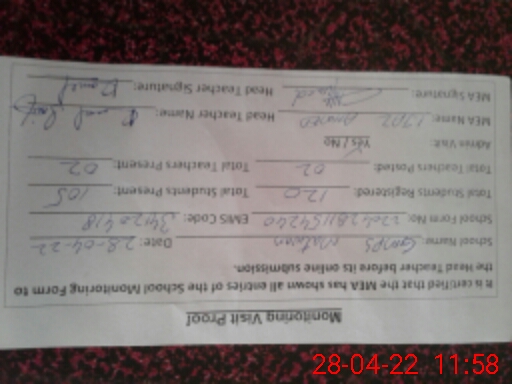 Monitoring Visit Proof
It is certified that the MEA has shown all entries of the School Monitoring Form to
the Head Teacher before its online submission.
School Name: GMPS Date: 28-04-22
School Form No: EMIS Code: 34120418
Total Students Registered: 120 Total Students Present: 105
Total Teachers Posted: 02 Total Teachers Present: 02
Admin Visit: Yes / No
MEA Name: Head Teacher Name:
MEA Signature: Head Teacher Signature:
28-04-22 11:58